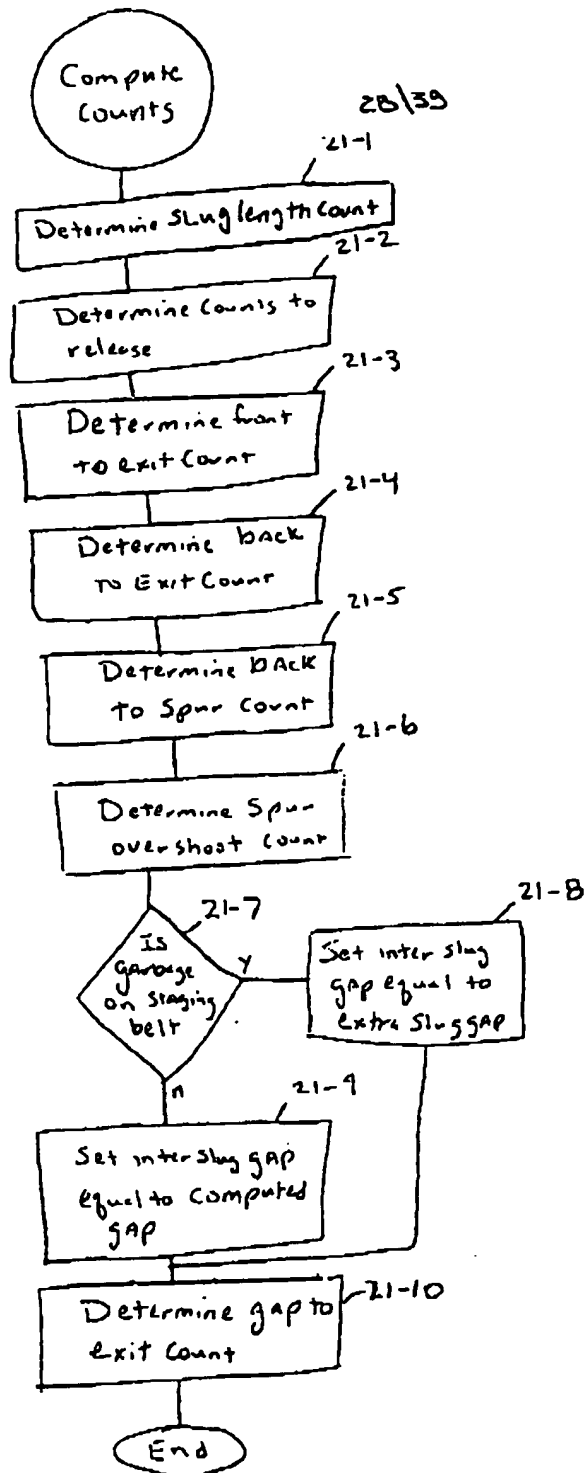 Compute
Counts
28\39
21-1
Determine Slug length Count
21-2
Determine Counts to
release
21-3
Determine front
to exit Count
21-4
Determine back
to Exit Count
21-5
Determine bAck
to Spur Count
21-6
Determine Spur
overshoot Count
21-7
Is
garbage
on staging
belt
Y
21-8
Set inter slug
gAp equal to
extra slug gAp
n
21-9
Set inter slug gAp
equal to Computed
gAp
21-10
Determine gAp to
exit Count
End